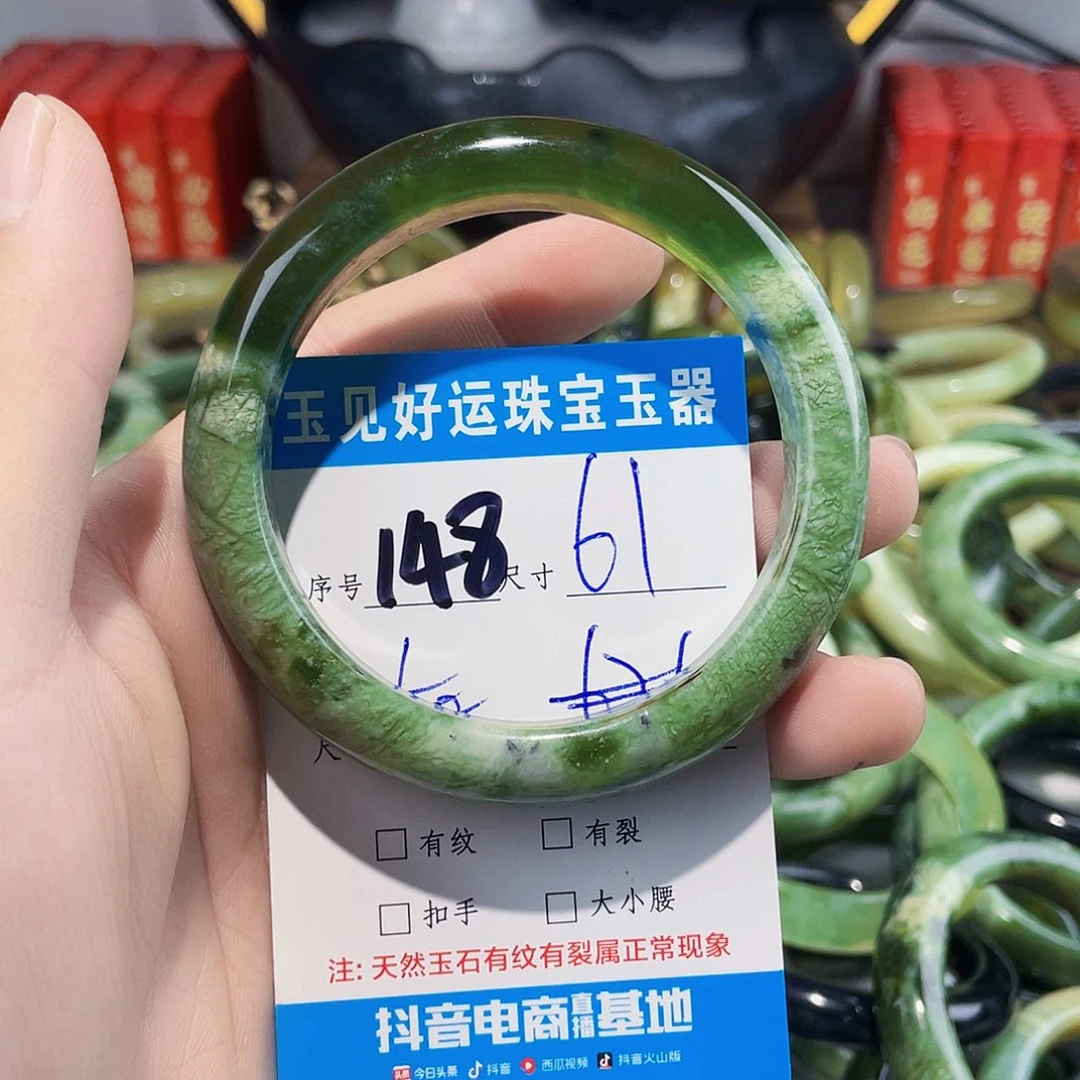 玉见好运珠宝玉器
序号 148 尺寸 61
尺
有纹 有裂
扣手 大小腰
注: 天然玉石有纹有裂属正常现象
抖音电商直播基地
头条 今日头条 抖音 西瓜视频 抖音火山版